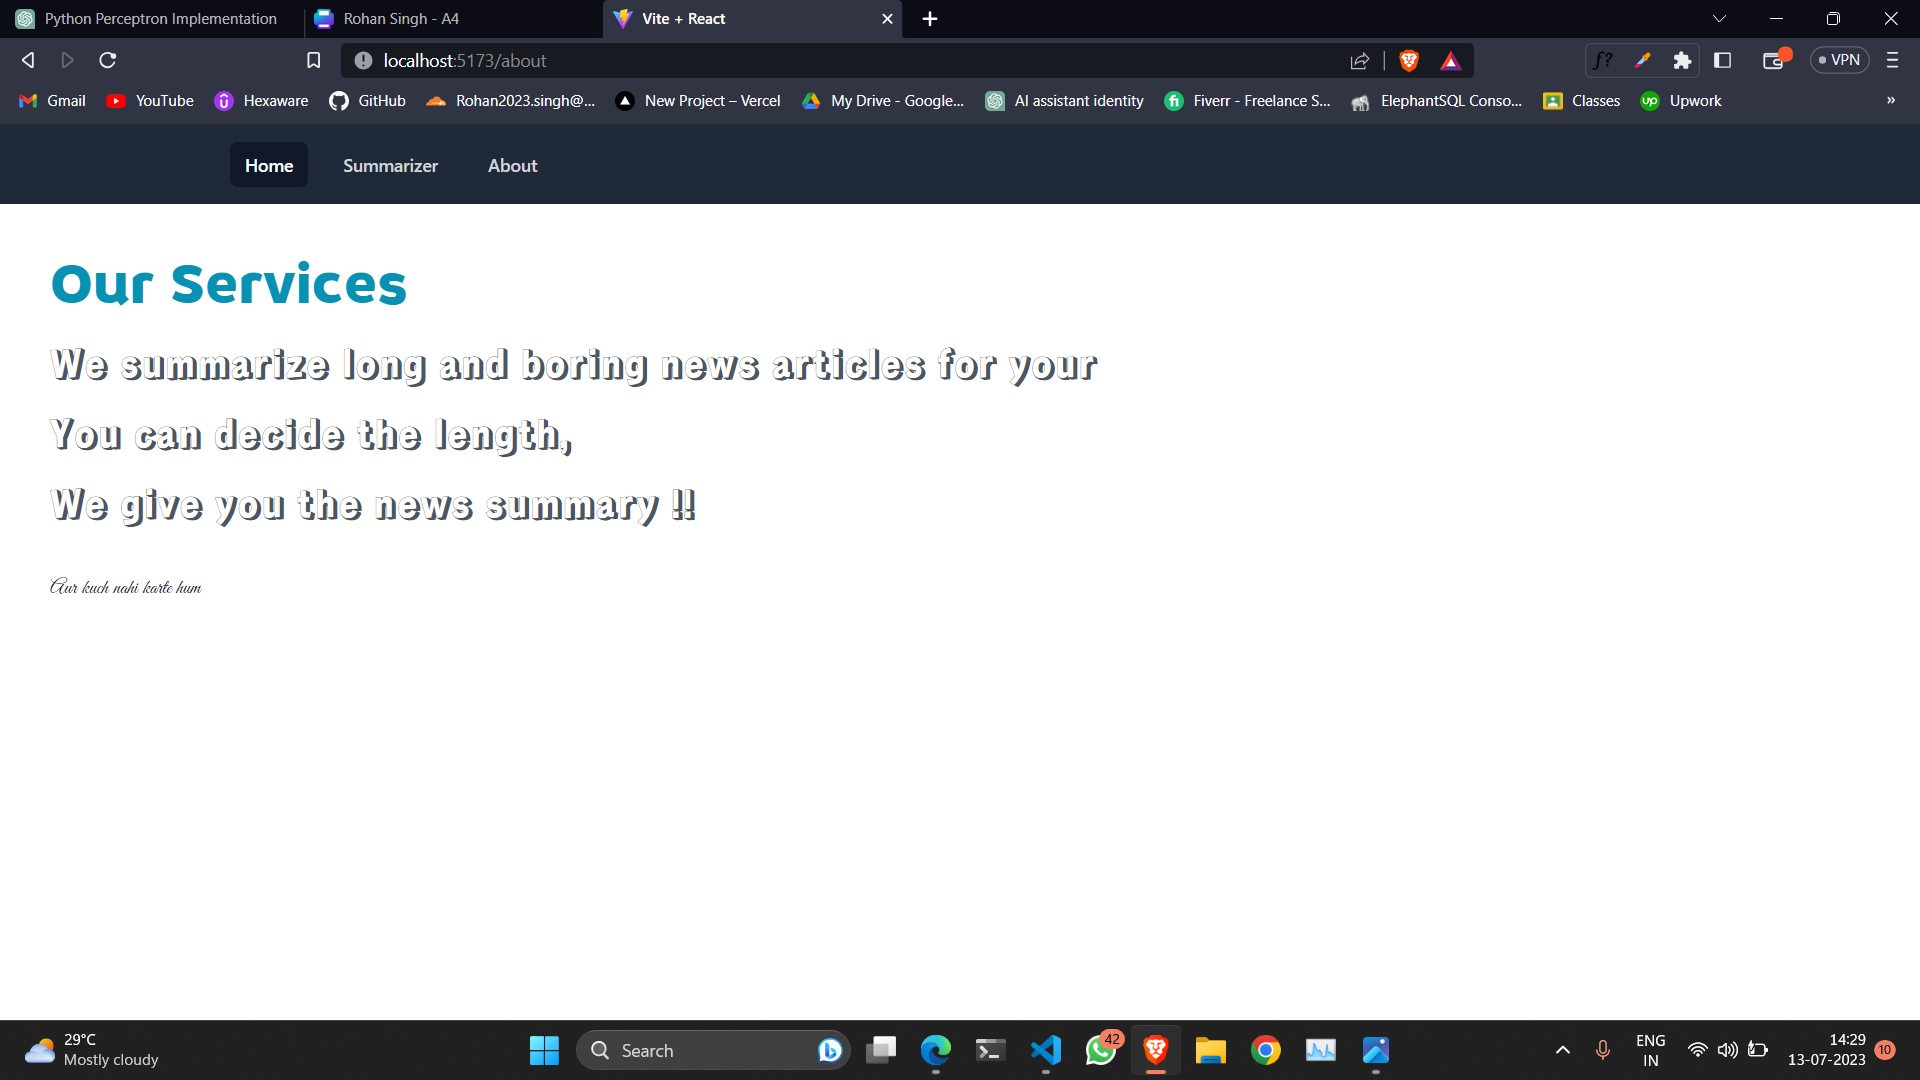 Python Perceptron Implementation
Rohan Singh - A4
Vite + React
localhost:5173/about
VPN
Gmail
YouTube
Hexaware
GitHub
Rohan2023.singh@...
New Project – Vercel
My Drive - Google...
AI assistant identity
Fiverr - Freelance S...
ElephantSQL Conso...
Classes
up
Upwork
»
Home
Summarizer
About
Our Services
We summarize long and boring news articles for your
You can decide the length,
We give you the news summary !!
Aur kuch nahi karte hum
29°C
Mostly cloudy
Search
42
ENG
IN
14:29
13-07-2023
10